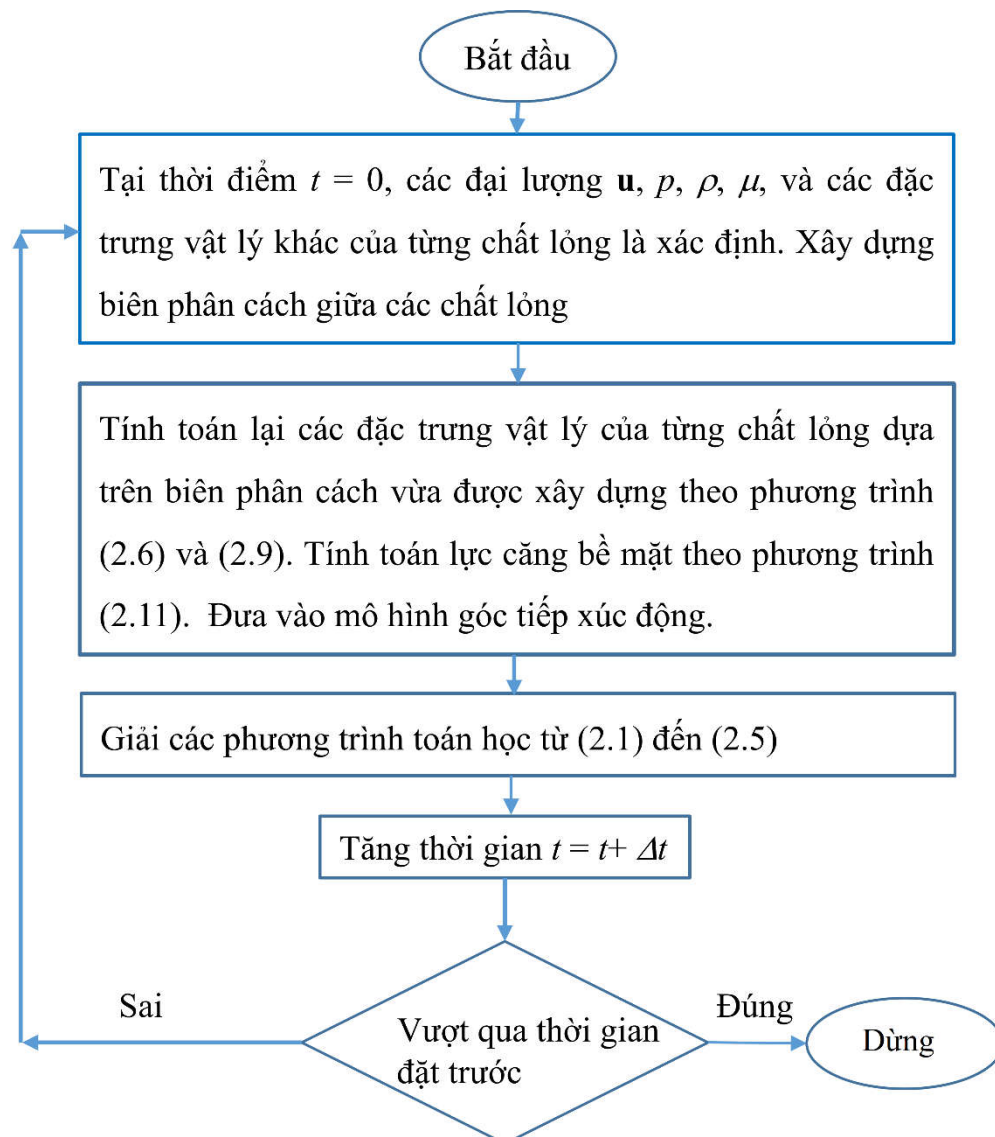 Bắt đầu
Tại thời điểm t = 0, các đại lượng u, p, ρ, μ, và các đặc
trưng vật lý khác của từng chất lỏng là xác định. Xây dựng
biên phân cách giữa các chất lỏng
Tính toán lại các đặc trưng vật lý của từng chất lỏng dựa
trên biên phân cách vừa được xây dựng theo phương trình
(2.6) và (2.9). Tính toán lực căng bề mặt theo phương trình
(2.11). Đưa vào mô hình góc tiếp xúc động.
Giải các phương trình toán học từ (2.1) đến (2.5)
Tăng thời gian t = t+ Δt
Sai
Vượt qua thời gian
đặt trước
Đúng
Dừng